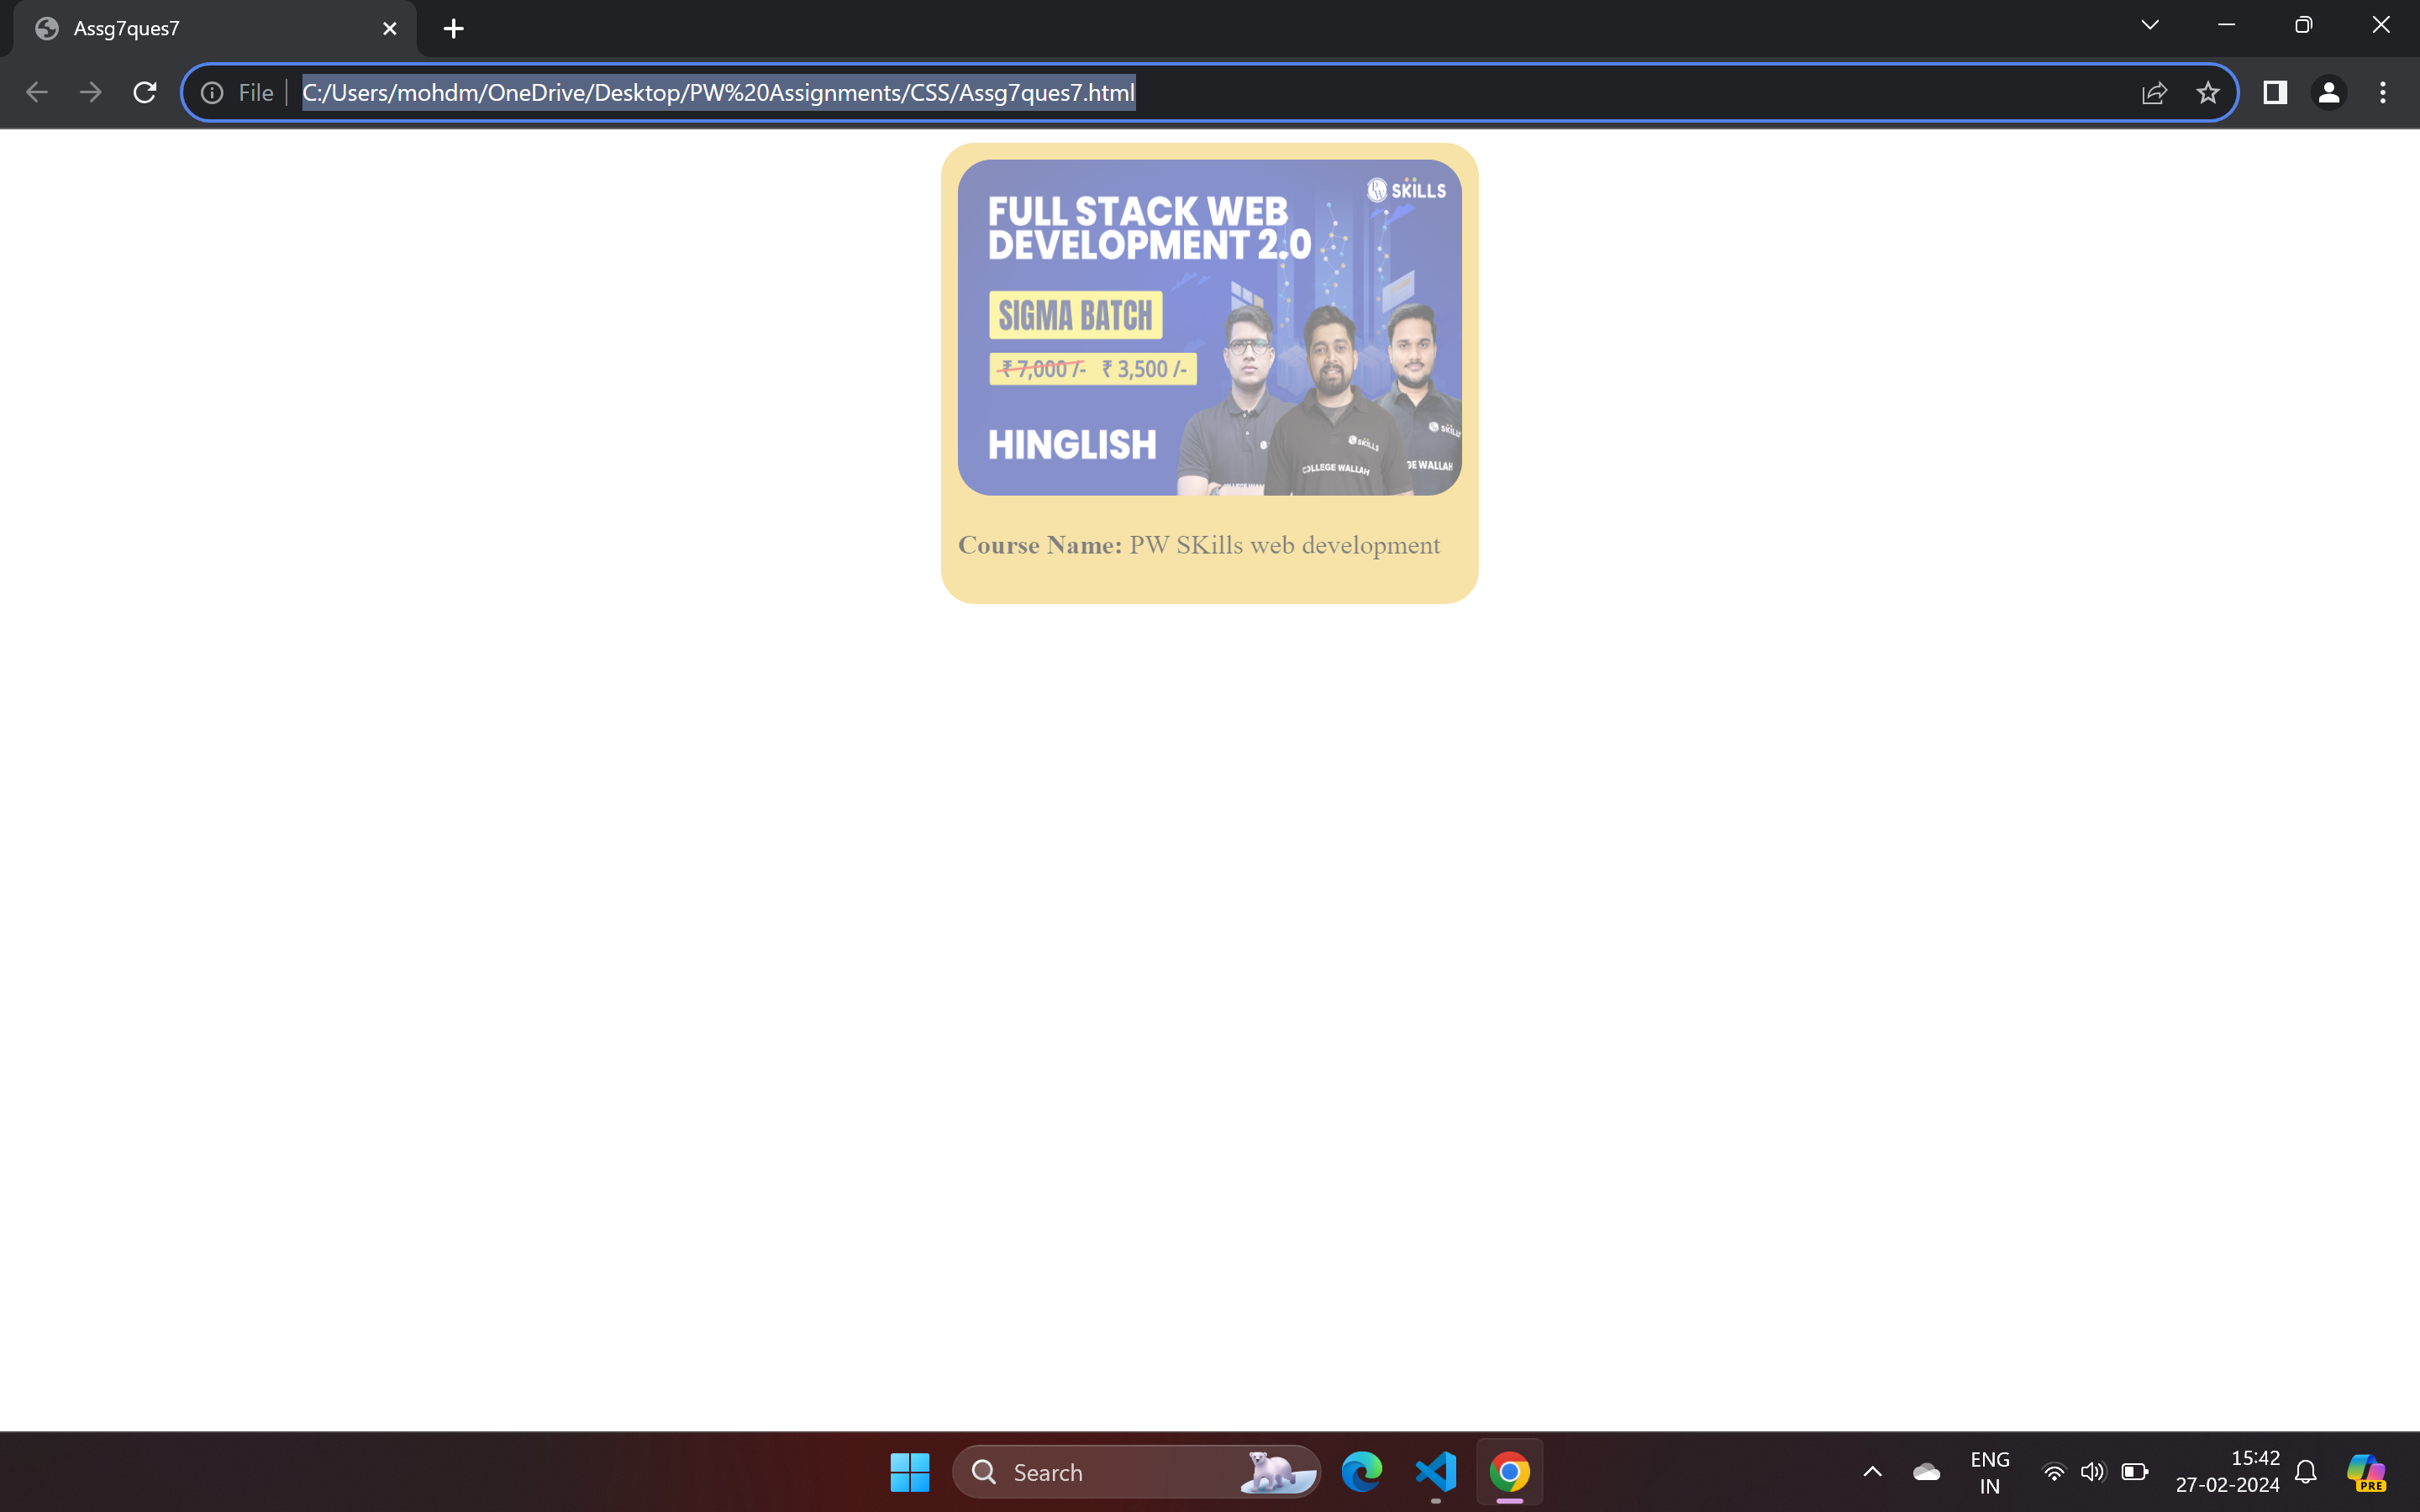 Assg7ques7
File
C:/Users/mohdm/OneDrive/Desktop/PW%20Assignments/CSS/Assg7ques7.html
PW SKILLS
FULL STACK WEB
DEVELOPMENT 2.0
SIGMA BATCH
₹ 7,000 /- ₹ 3,500 /-
HINGLISH
SKILLS
SKILLS
COLLEGE WALLAH
GE WALLAH
Course Name: PW SKills web development
Search
ENG
IN
15:42
27-02-2024
PRE